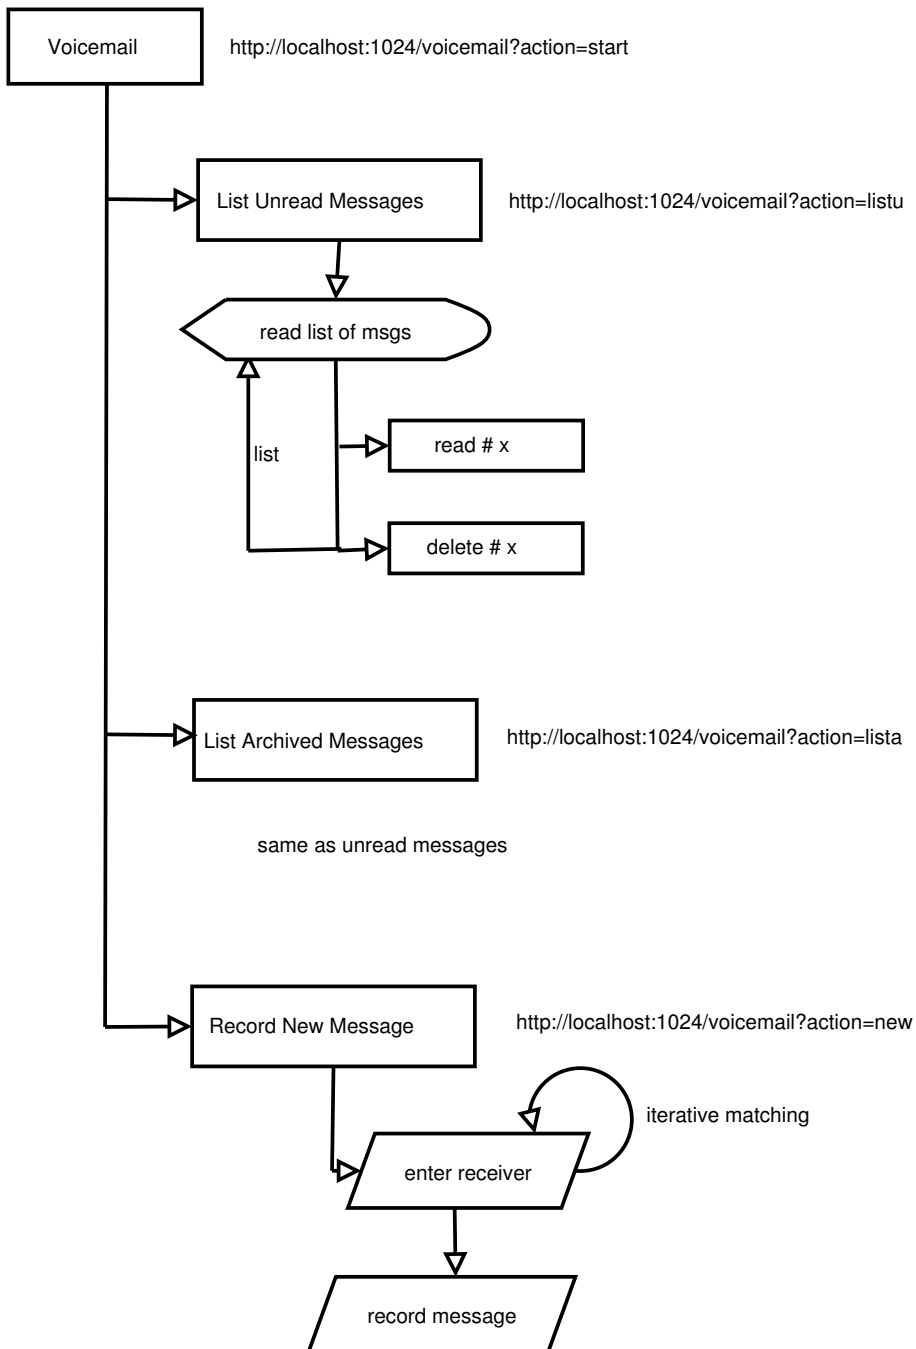 Voicemail
http://localhost:1024/voicemail?action=start
List Unread Messages
http://localhost:1024/voicemail?action=listu
read list of msgs
list
read # x
delete # x
List Archived Messages
http://localhost:1024/voicemail?action=lista
same as unread messages
Record New Message
http://localhost:1024/voicemail?action=new
iterative matching
enter receiver
record message